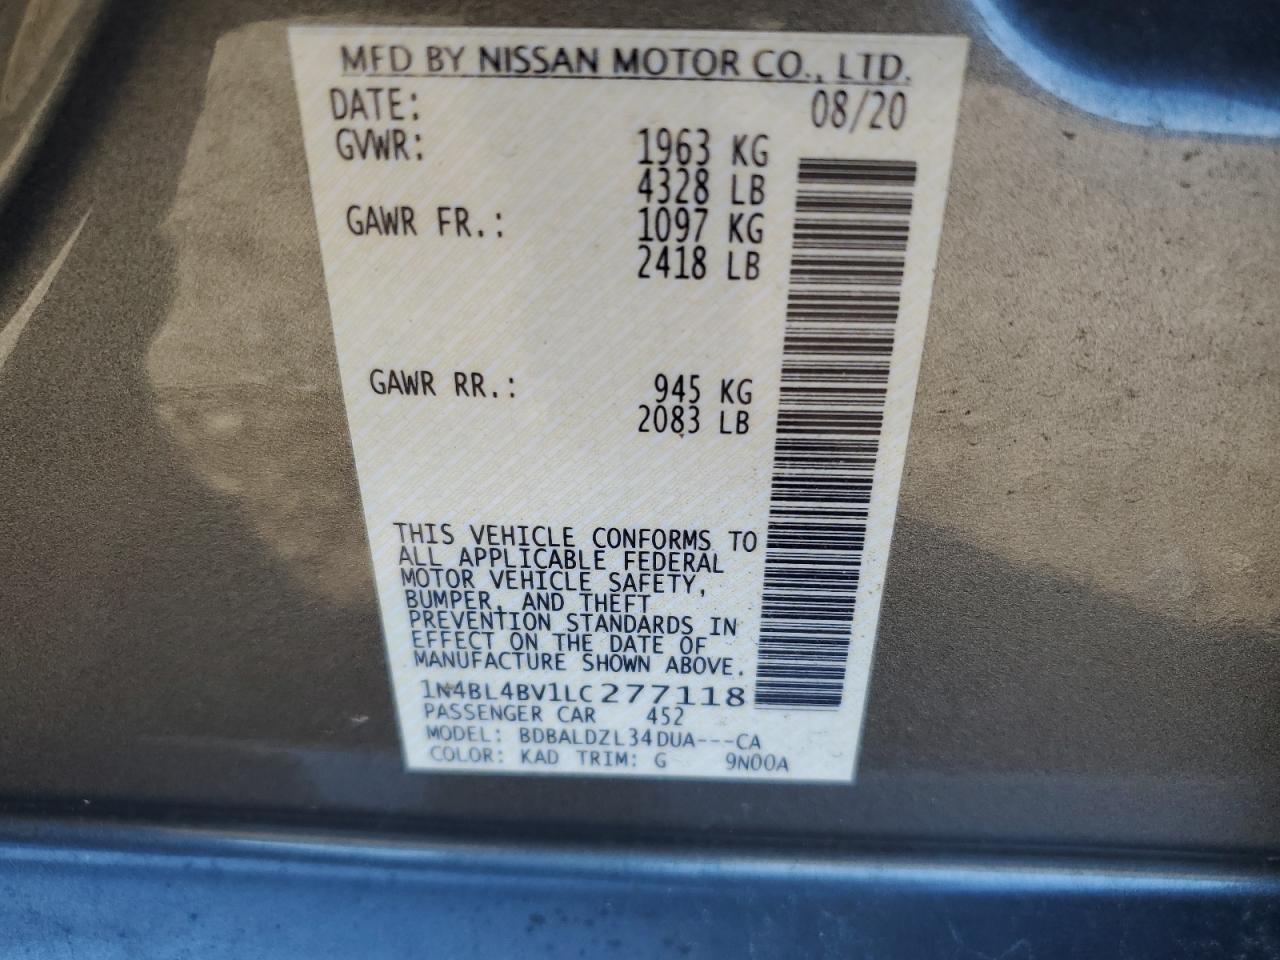 MFD BY NISSAN MOTOR CO., LTD.
DATE: 08/20
GVWR: 1963 KG
4328 LB
GAWR FR.: 1097 KG
2418 LB
GAWR RR.: 945 KG
2083 LB
THIS VEHICLE CONFORMS TO
ALL APPLICABLE FEDERAL
MOTOR VEHICLE SAFETY,
BUMPER, AND THEFT
PREVENTION STANDARDS IN
EFFECT ON THE DATE OF
MANUFACTURE SHOWN ABOVE.
1N4BL4BV1LC277118
PASSENGER CAR 452
MODEL: BDBALDZL34DUA---CA
COLOR: KAD TRIM: G 9N00A